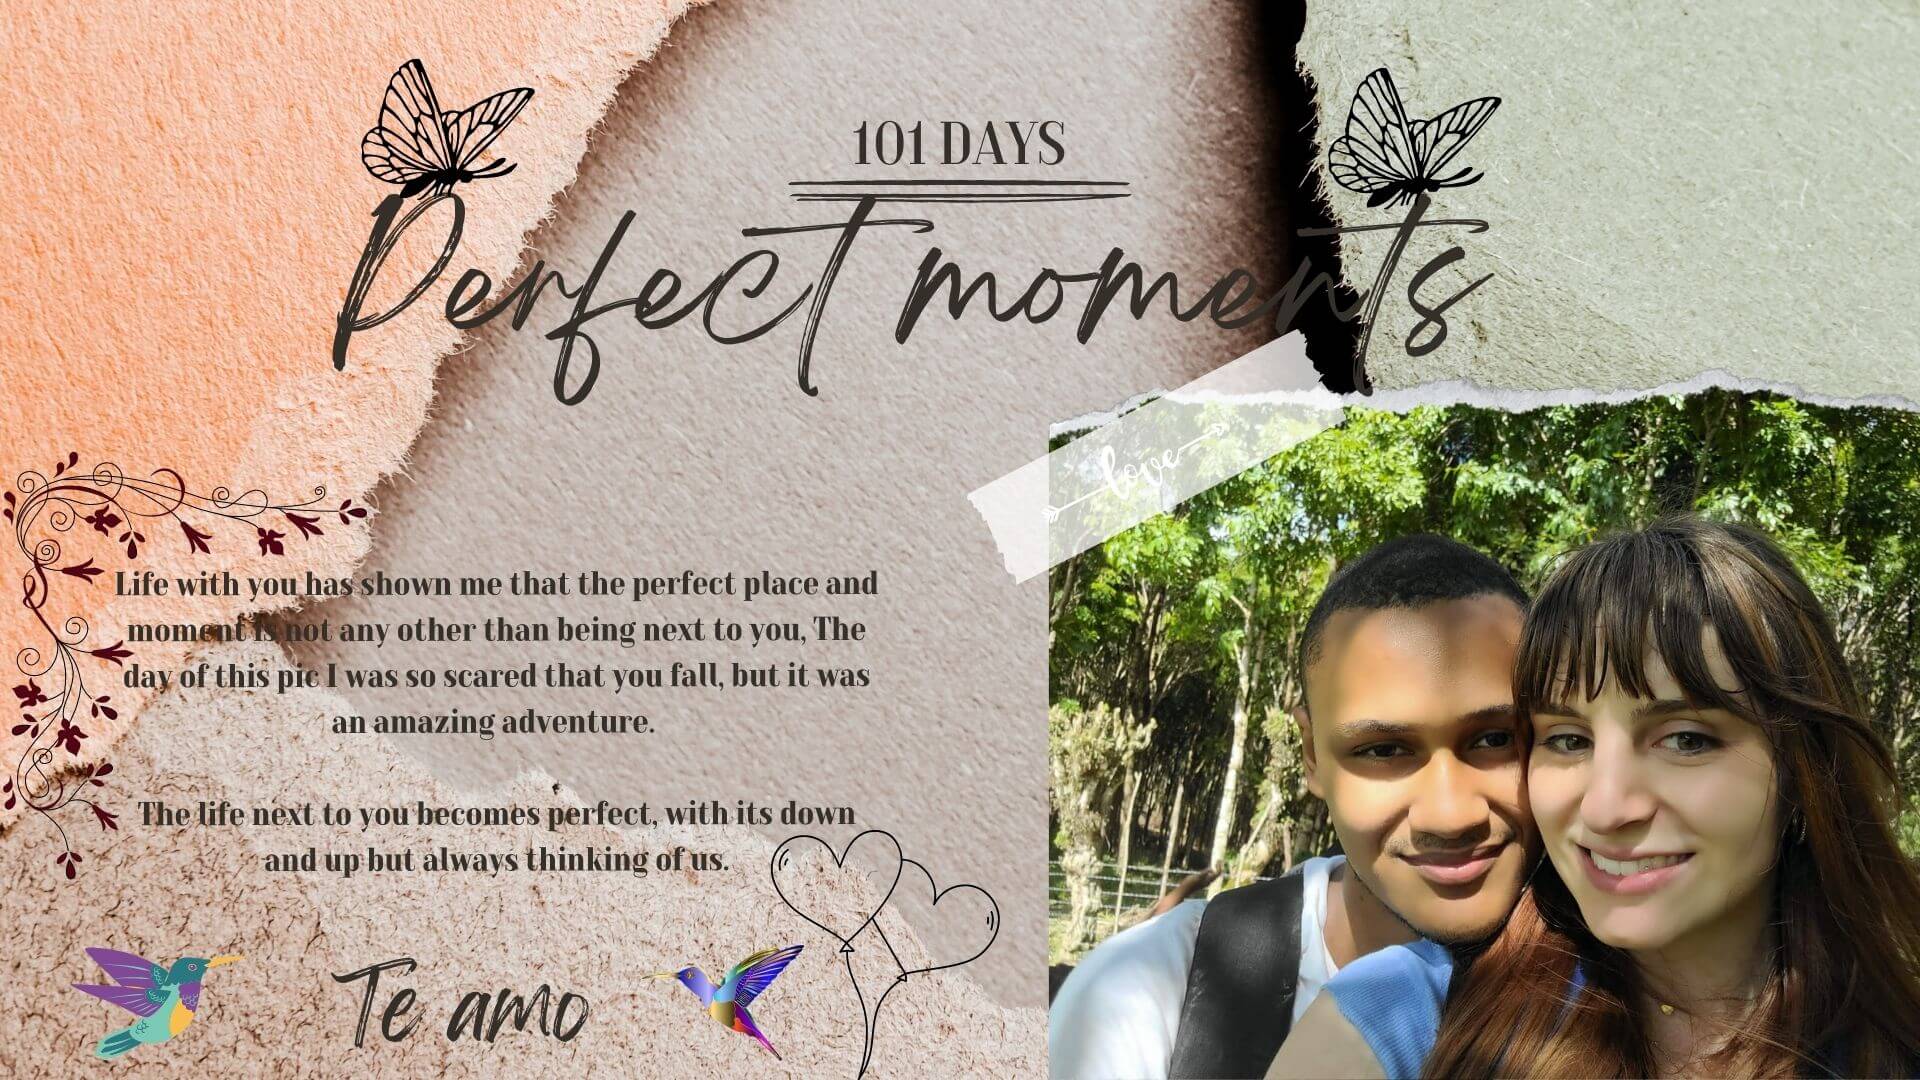 101 DAYS
Perfect moments
love
Life with you has shown me that the perfect place and
moment is not any other than being next to you, The
day of this pic I was so scared that you fall, but it was
an amazing adventure.
The life next to you becomes perfect, with its down
and up but always thinking of us.
Te amo